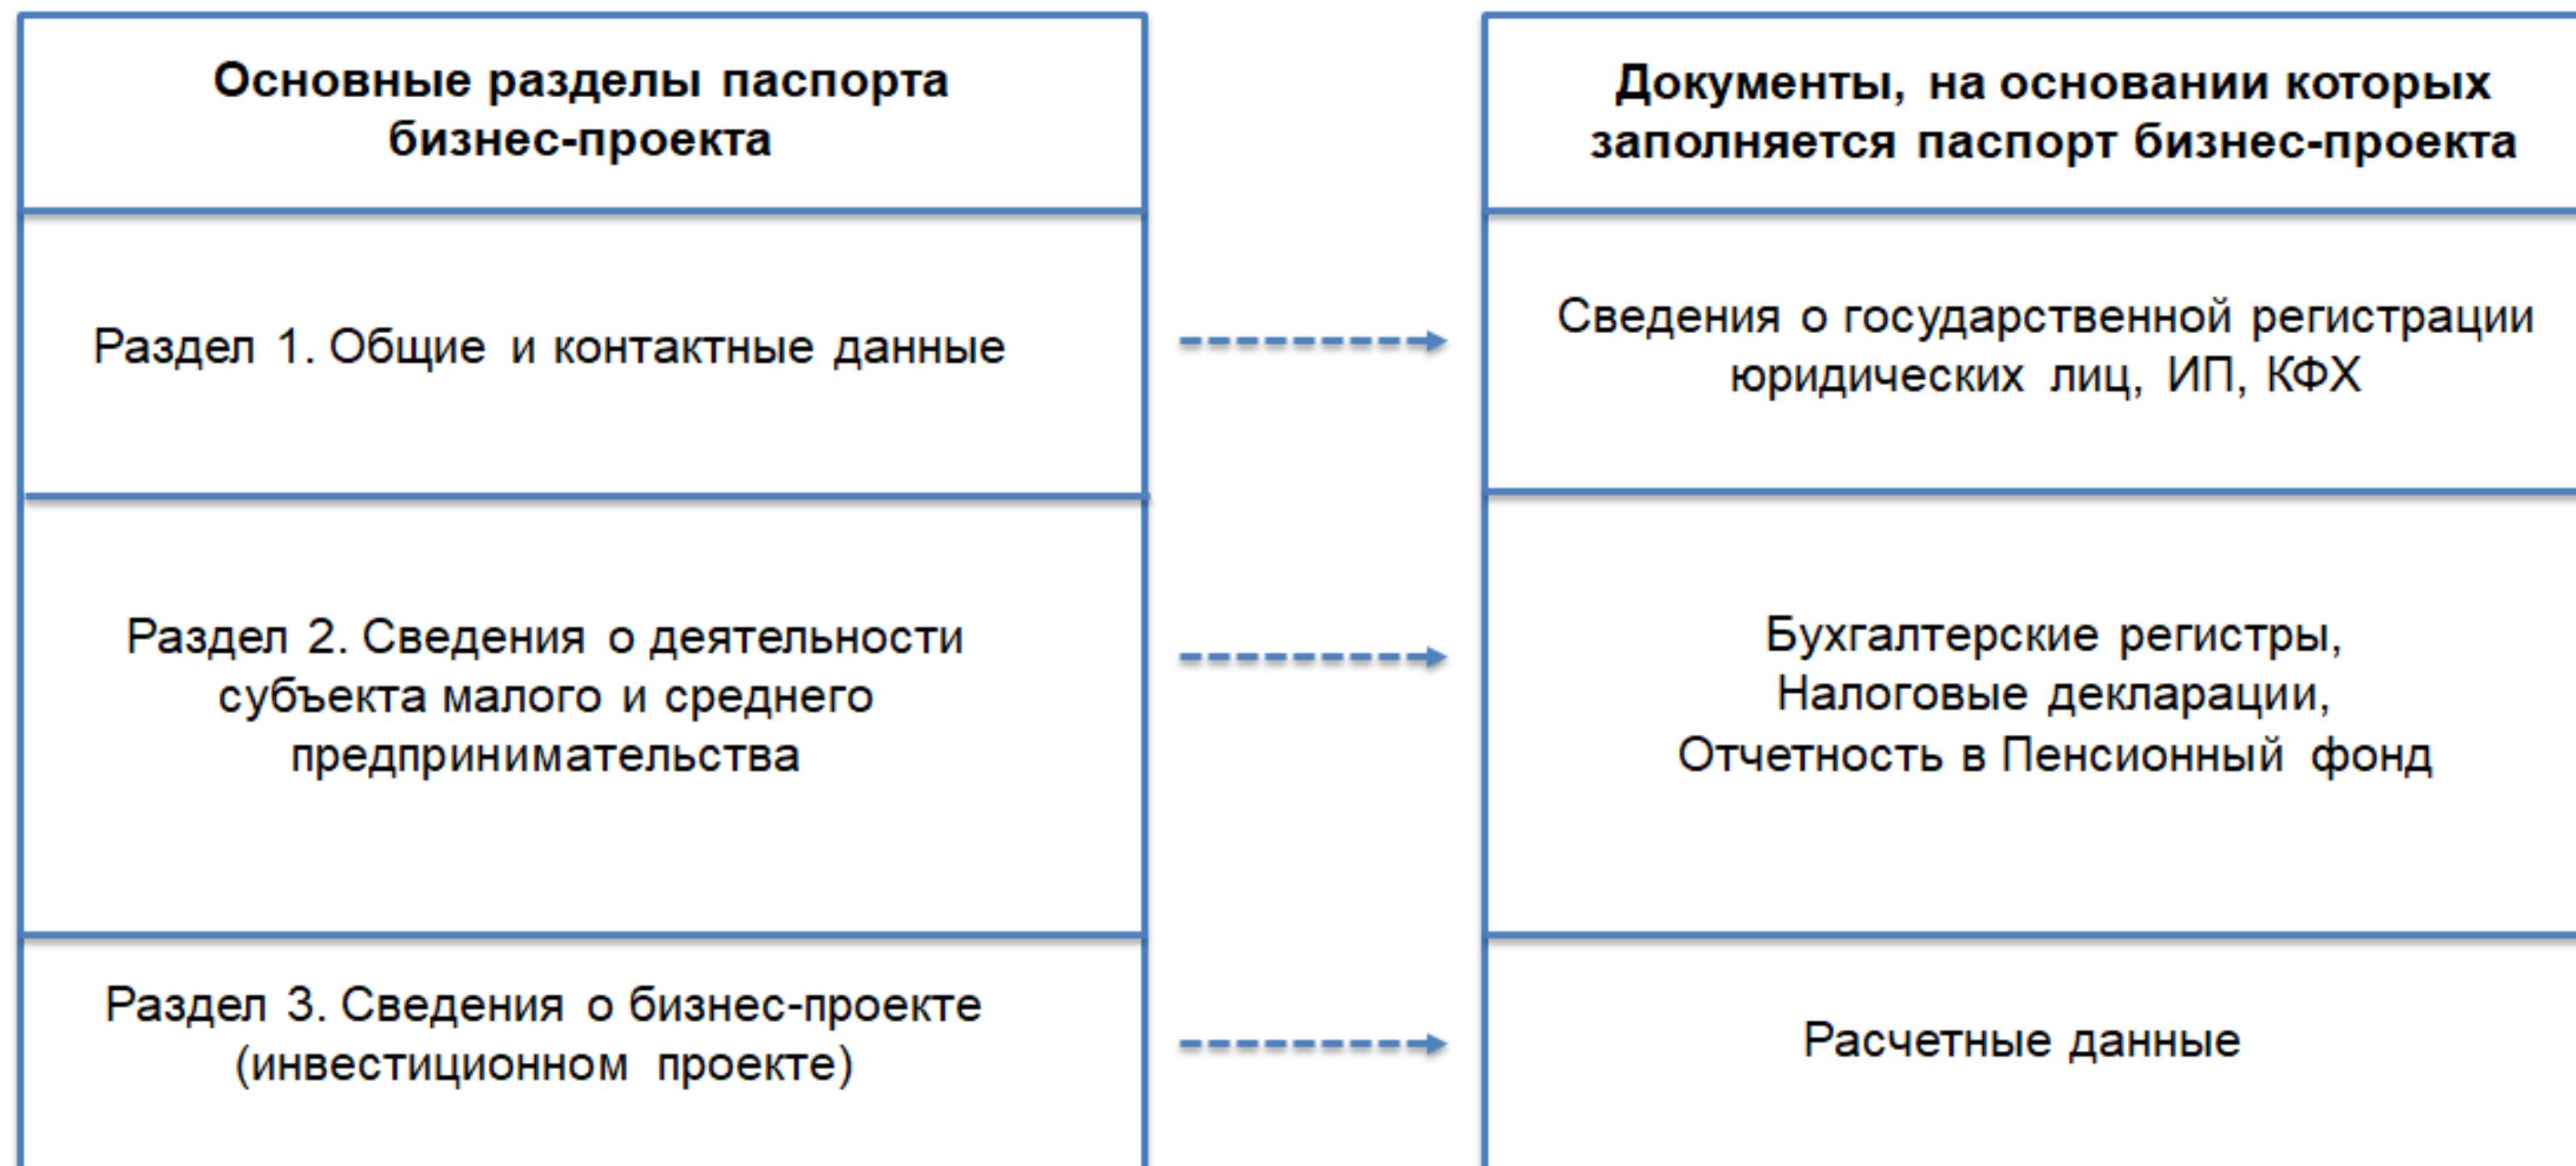 Основные разделы паспорта
бизнес-проекта
Документы, на основании которых
заполняется паспорт бизнес-проекта
Раздел 1. Общие и контактные данные
Сведения о государственной регистрации
юридических лиц, ИП, КФХ
Раздел 2. Сведения о деятельности
субъекта малого и среднего
предпринимательства
Бухгалтерские регистры,
Налоговые декларации,
Отчетность в Пенсионный фонд
Раздел 3. Сведения о бизнес-проекте
(инвестиционном проекте)
Расчетные данные